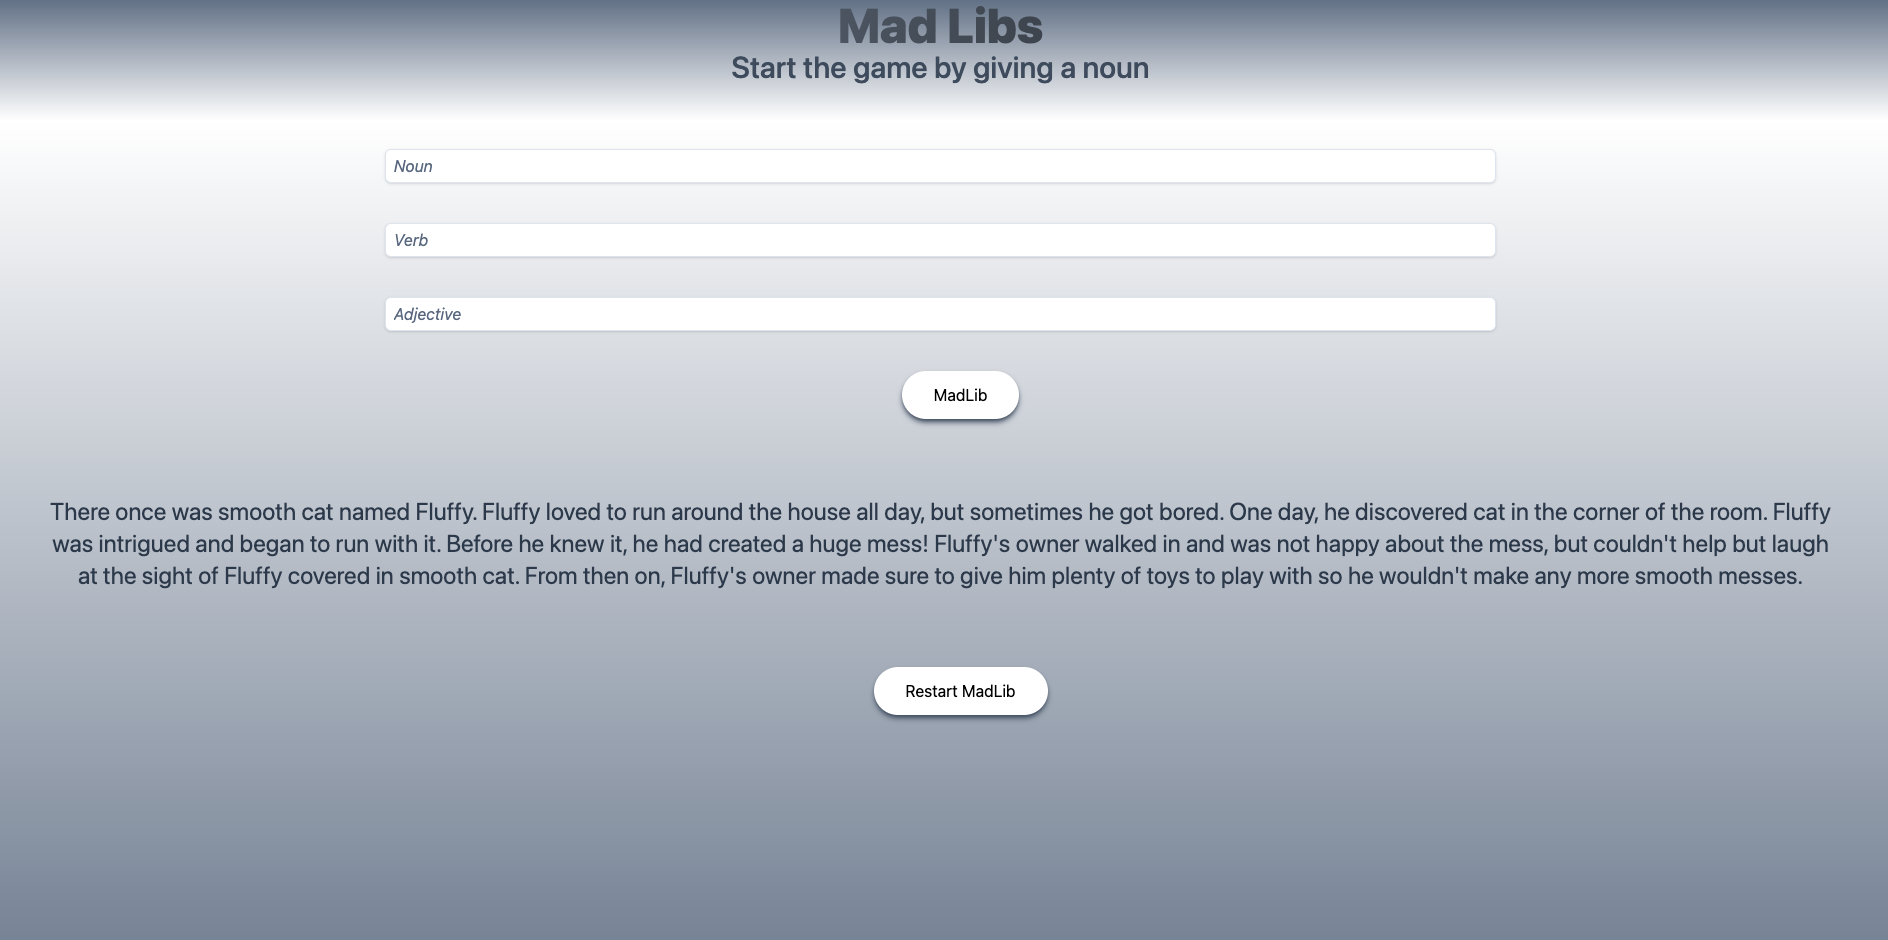 Mad Libs
Start the game by giving a noun
Noun
Verb
Adjective
MadLib
There once was smooth cat named Fluffy. Fluffy loved to run around the house all day, but sometimes he got bored. One day, he discovered cat in the corner of the room. Fluffy
was intrigued and began to run with it. Before he knew it, he had created a huge mess! Fluffy's owner walked in and was not happy about the mess, but couldn't help but laugh
at the sight of Fluffy covered in smooth cat. From then on, Fluffy's owner made sure to give him plenty of toys to play with so he wouldn't make any more smooth messes.
Restart MadLib